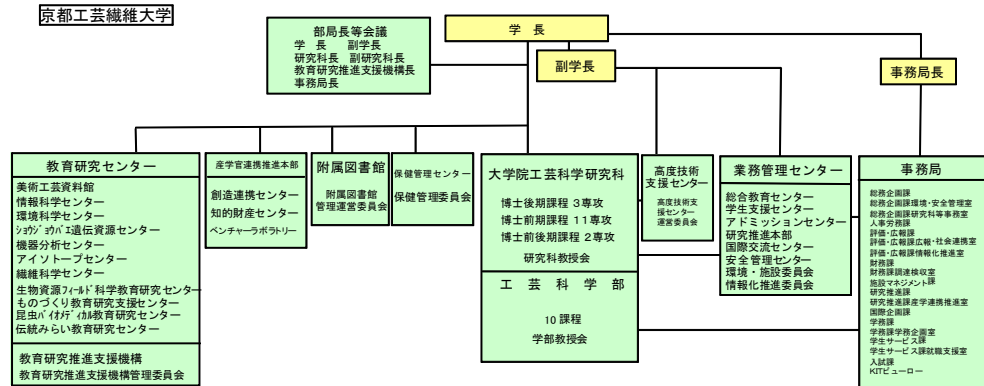 京都工芸繊維大学
部局長等会議
学 長　副学長
研究科長　副研究科長
教育研究推進支援機構長
事務局長
学 長
副学長
事務局長
教育研究センター
美術工芸資料館
情報科学センター
環境科学センター
ショウジョウバエ遺伝資源センター
機器分析センター
アイソトープセンター
繊維科学センター
生物資源フィールド科学教育研究センター
ものづくり教育研究支援センター
昆虫バイオメディカル教育研究センター
伝統みらい教育研究センター
教育研究推進支援機構
教育研究推進支援機構管理委員会
産学官連携推進本部
創造連携センター
知的財産センター
ベンチャーラボラトリー
附属図書館
附属図書館
管理運営委員会
保健管理センター
保健管理委員会
大学院工芸科学研究科
博士後期課程 3専攻
博士前期課程 11専攻
博士前後期課程 2専攻
研究科教授会
工 芸 科 学 部
10 課程
学部教授会
高度技術
支援センター
高度技術支
援センター
運営委員会
業務管理センター
総合教育センター
学生支援センター
アドミッションセンター
研究推進本部
国際交流センター
安全管理センター
環境・施設委員会
情報化推進委員会
事務局
総務企画課
総務企画課環境・安全管理室
総務企画課研究科等事務室
人事労務課
評価・広報課
評価・広報課広報・社会連携室
評価・広報課情報化推進室
財務課
財務課調達検収室
施設マネジメント課
研究推進課
研究推進課産学連携推進室
国際企画課
学務課
学務課学務企画室
学生サービス課
学生サービス課就職支援室
入試課
KITビューロー